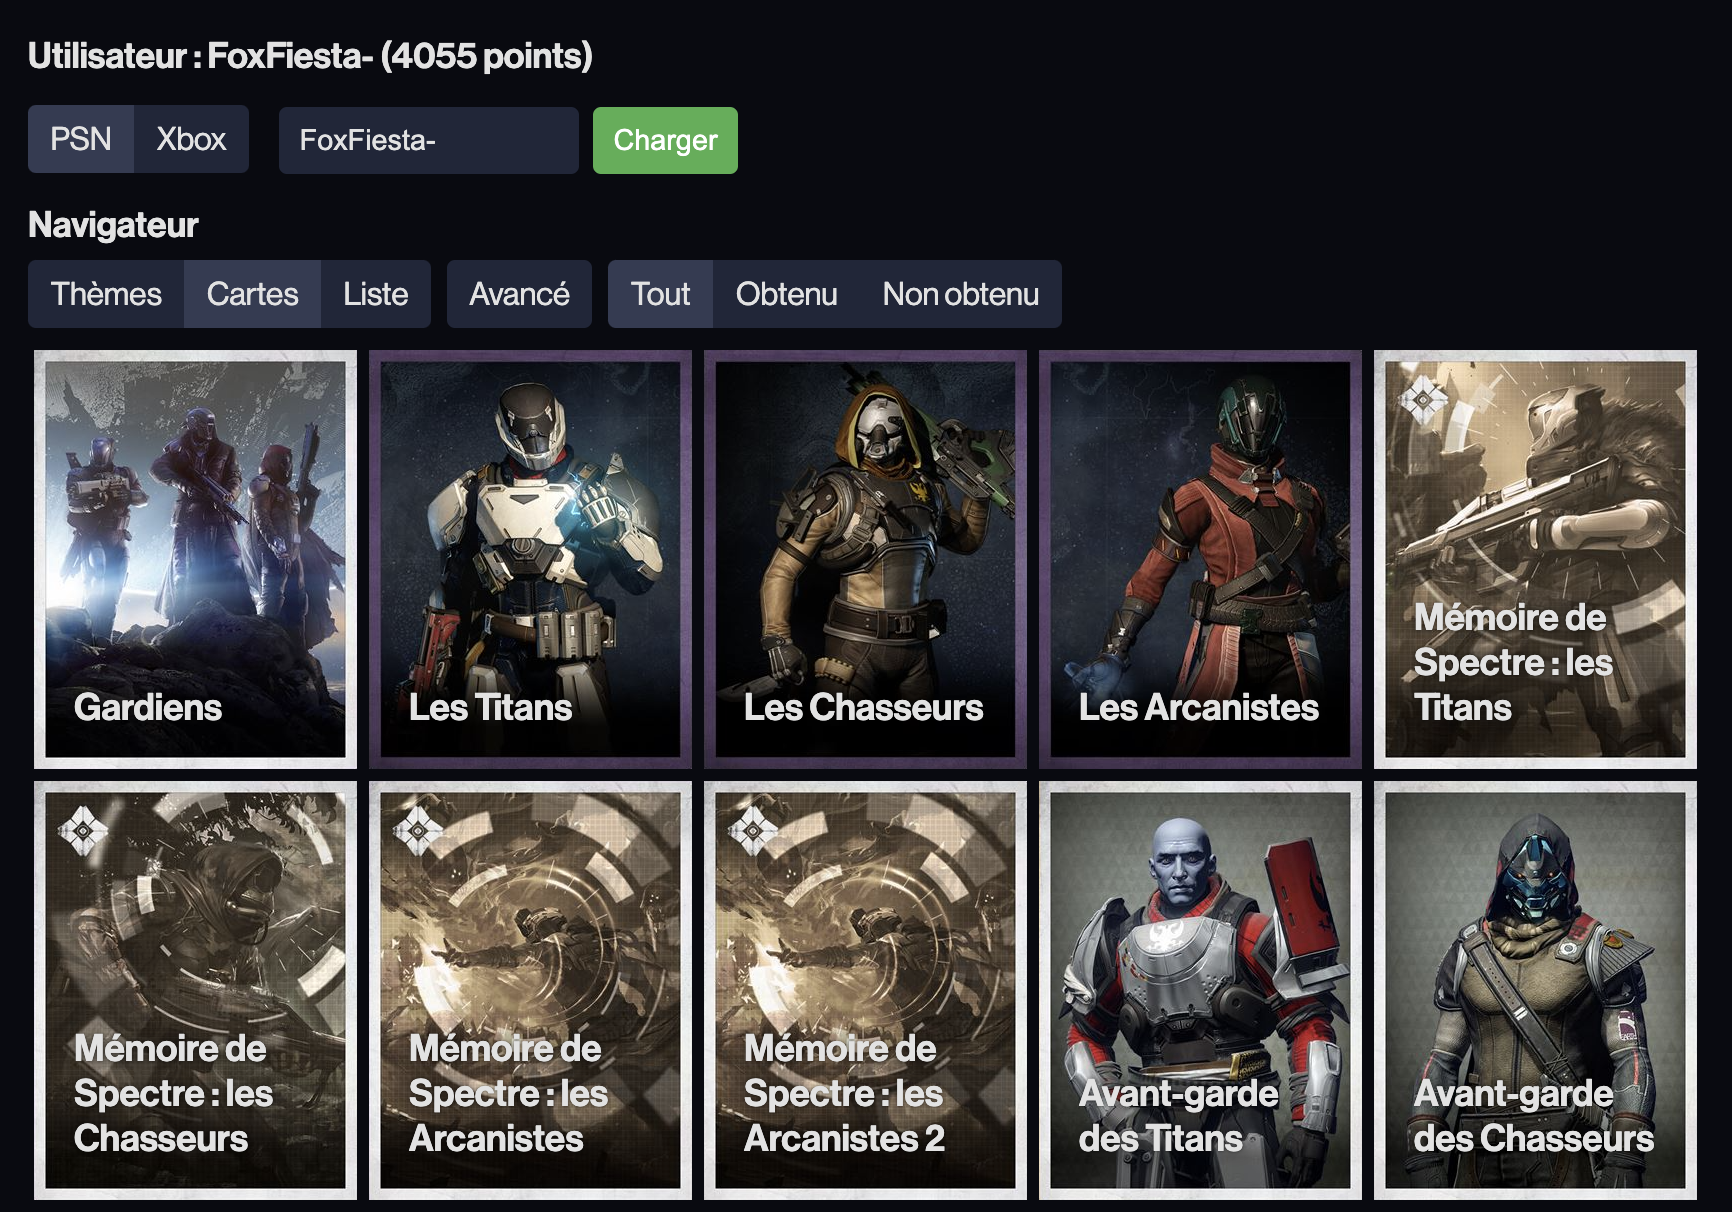 Utilisateur : FoxFiesta- (4055 points)
PSN Xbox FoxFiesta- Charger
Navigateur
Thèmes Cartes Liste Avancé Tout Obtenu Non obtenu
Gardiens
Les Titans
Les Chasseurs
Les Arcanistes
Mémoire de
Spectre : les
Titans
Mémoire de
Spectre : les
Chasseurs
Mémoire de
Spectre : les
Arcanistes
Mémoire de
Spectre : les
Arcanistes 2
Avant-garde
des Titans
Avant-garde
des Chasseurs